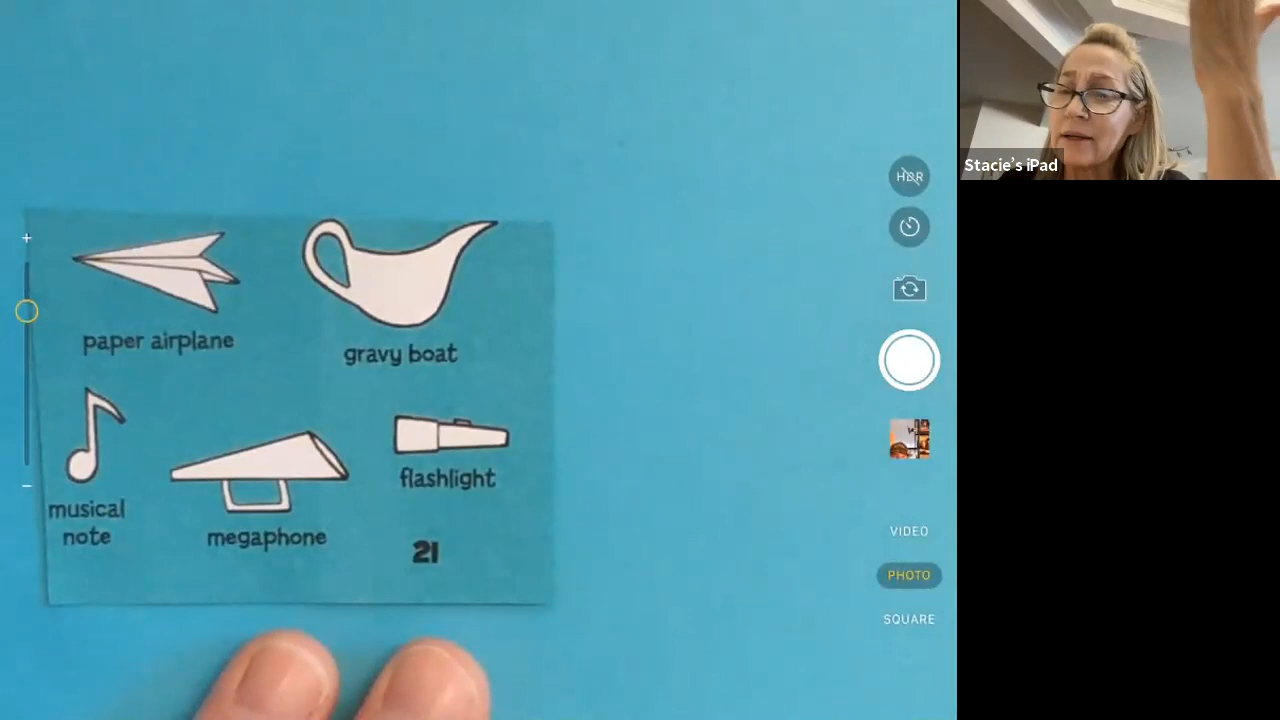 HDR
Stacie's iPad
paper airplane
gravy boat
musical
note
megaphone
flashlight
21
VIDEO
PHOTO
SQUARE